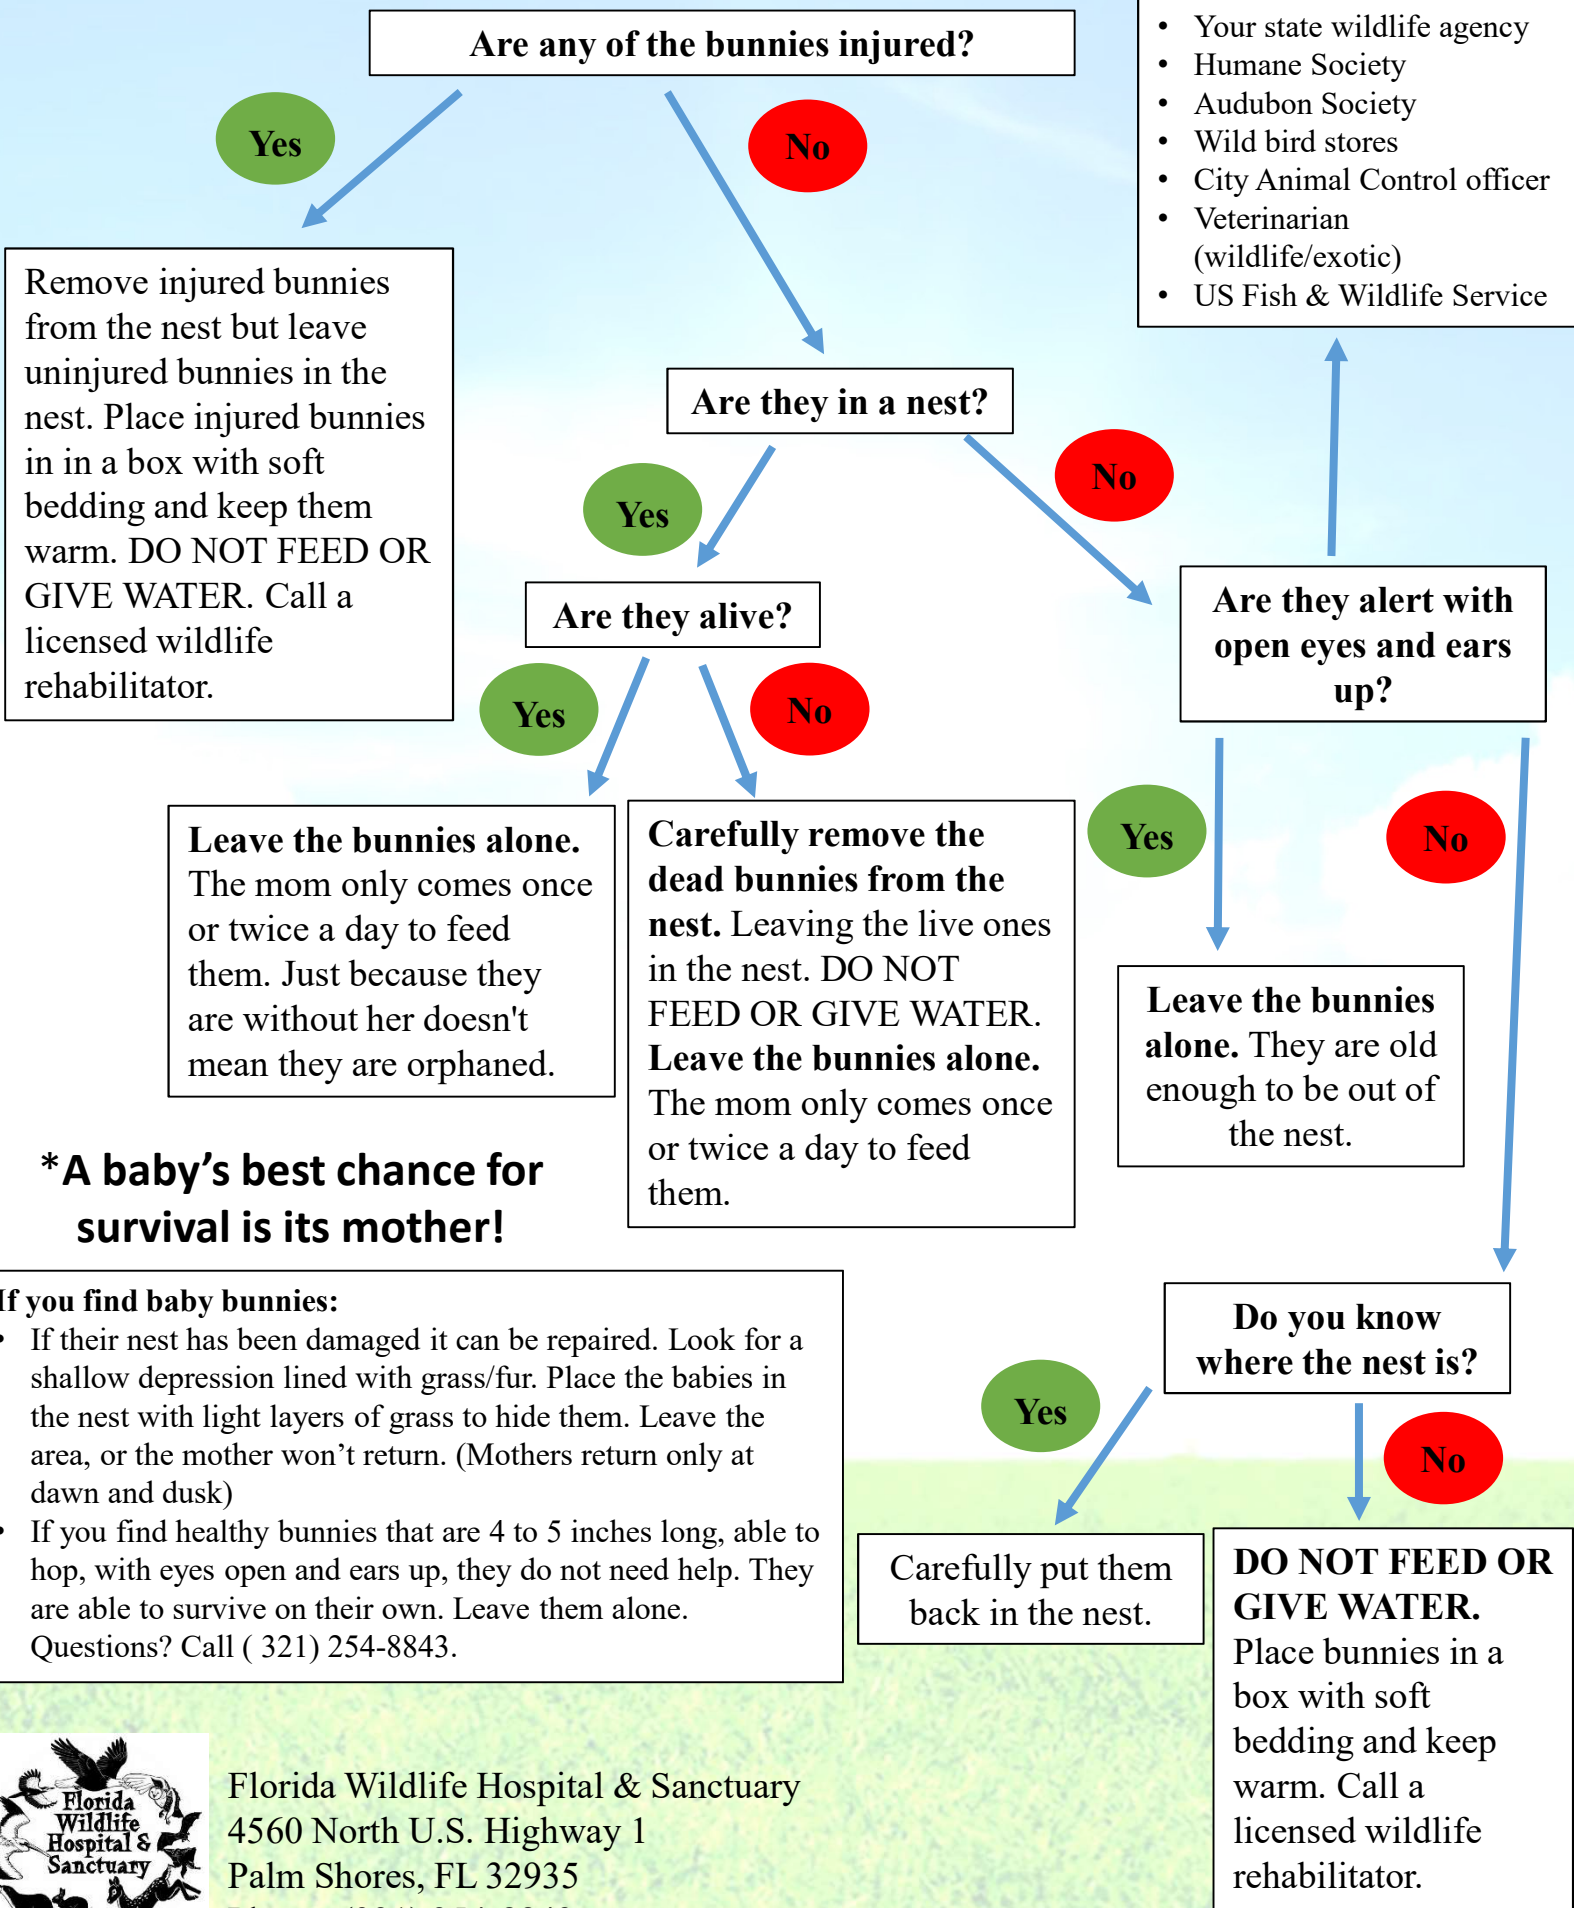 Are any of the bunnies injured?
• Your state wildlife agency
• Humane Society
• Audubon Society
• Wild bird stores
• City Animal Control officer
• Veterinarian
(wildlife/exotic)
• US Fish & Wildlife Service
Yes
No
Remove injured bunnies
from the nest but leave
uninjured bunnies in the
nest. Place injured bunnies
in in a box with soft
bedding and keep them
warm. DO NOT FEED OR
GIVE WATER. Call a
licensed wildlife
rehabilitator.
Are they in a nest?
Yes
No
Are they alive?
Are they alert with
open eyes and ears
up?
Yes
No
Leave the bunnies alone.
The mom only comes once
or twice a day to feed
them. Just because they
are without her doesn't
mean they are orphaned.
Carefully remove the
dead bunnies from the
nest. Leaving the live ones
in the nest. DO NOT
FEED OR GIVE WATER.
Leave the bunnies alone.
The mom only comes once
or twice a day to feed
them.
Yes
No
Leave the bunnies
alone. They are old
enough to be out of
the nest.
*A baby’s best chance for
survival is its mother!
If you find baby bunnies:
• If their nest has been damaged it can be repaired. Look for a
shallow depression lined with grass/fur. Place the babies in
the nest with light layers of grass to hide them. Leave the
area, or the mother won’t return. (Mothers return only at
dawn and dusk)
• If you find healthy bunnies that are 4 to 5 inches long, able to
hop, with eyes open and ears up, they do not need help. They
are able to survive on their own. Leave them alone.
Questions? Call ( 321) 254-8843.
Do you know
where the nest is?
Yes
No
Carefully put them
back in the nest.
DO NOT FEED OR
GIVE WATER.
Place bunnies in a
box with soft
bedding and keep
warm. Call a
licensed wildlife
rehabilitator.
Florida
Wildlife
Hospital &
Sanctuary
Florida Wildlife Hospital & Sanctuary
4560 North U.S. Highway 1
Palm Shores, FL 32935